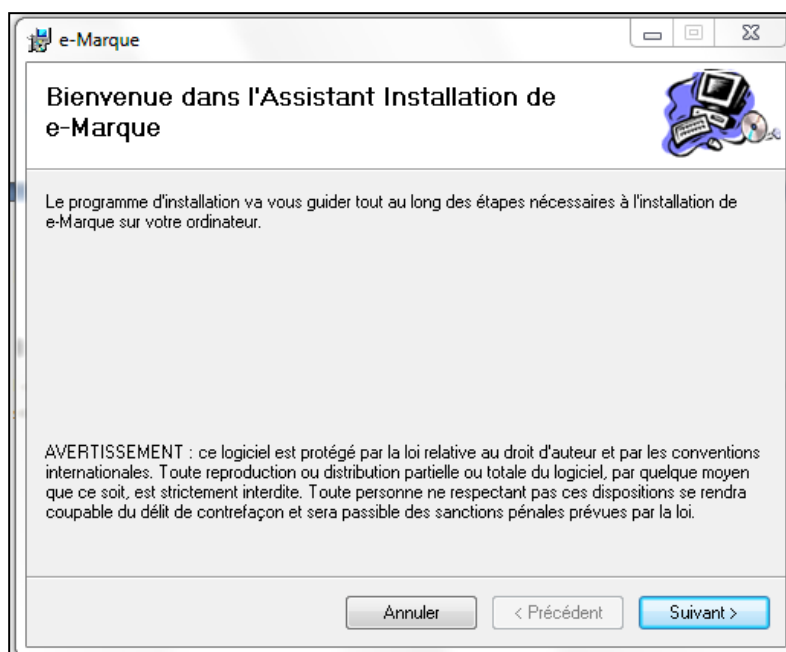 e-Marque
Bienvenue dans l'Assistant Installation de
e-Marque
Le programme d'installation va vous guider tout au long des étapes nécessaires à l'installation de
e-Marque sur votre ordinateur.
AVERTISSEMENT : ce logiciel est protégé par la loi relative au droit d'auteur et par les conventions
internationales. Toute reproduction ou distribution partielle ou totale du logiciel, par quelque moyen
que ce soit, est strictement interdite. Toute personne ne respectant pas ces dispositions se rendra
coupable du délit de contrefaçon et sera passible des sanctions pénales prévues par la loi.
Annuler < Précédent Suivant >